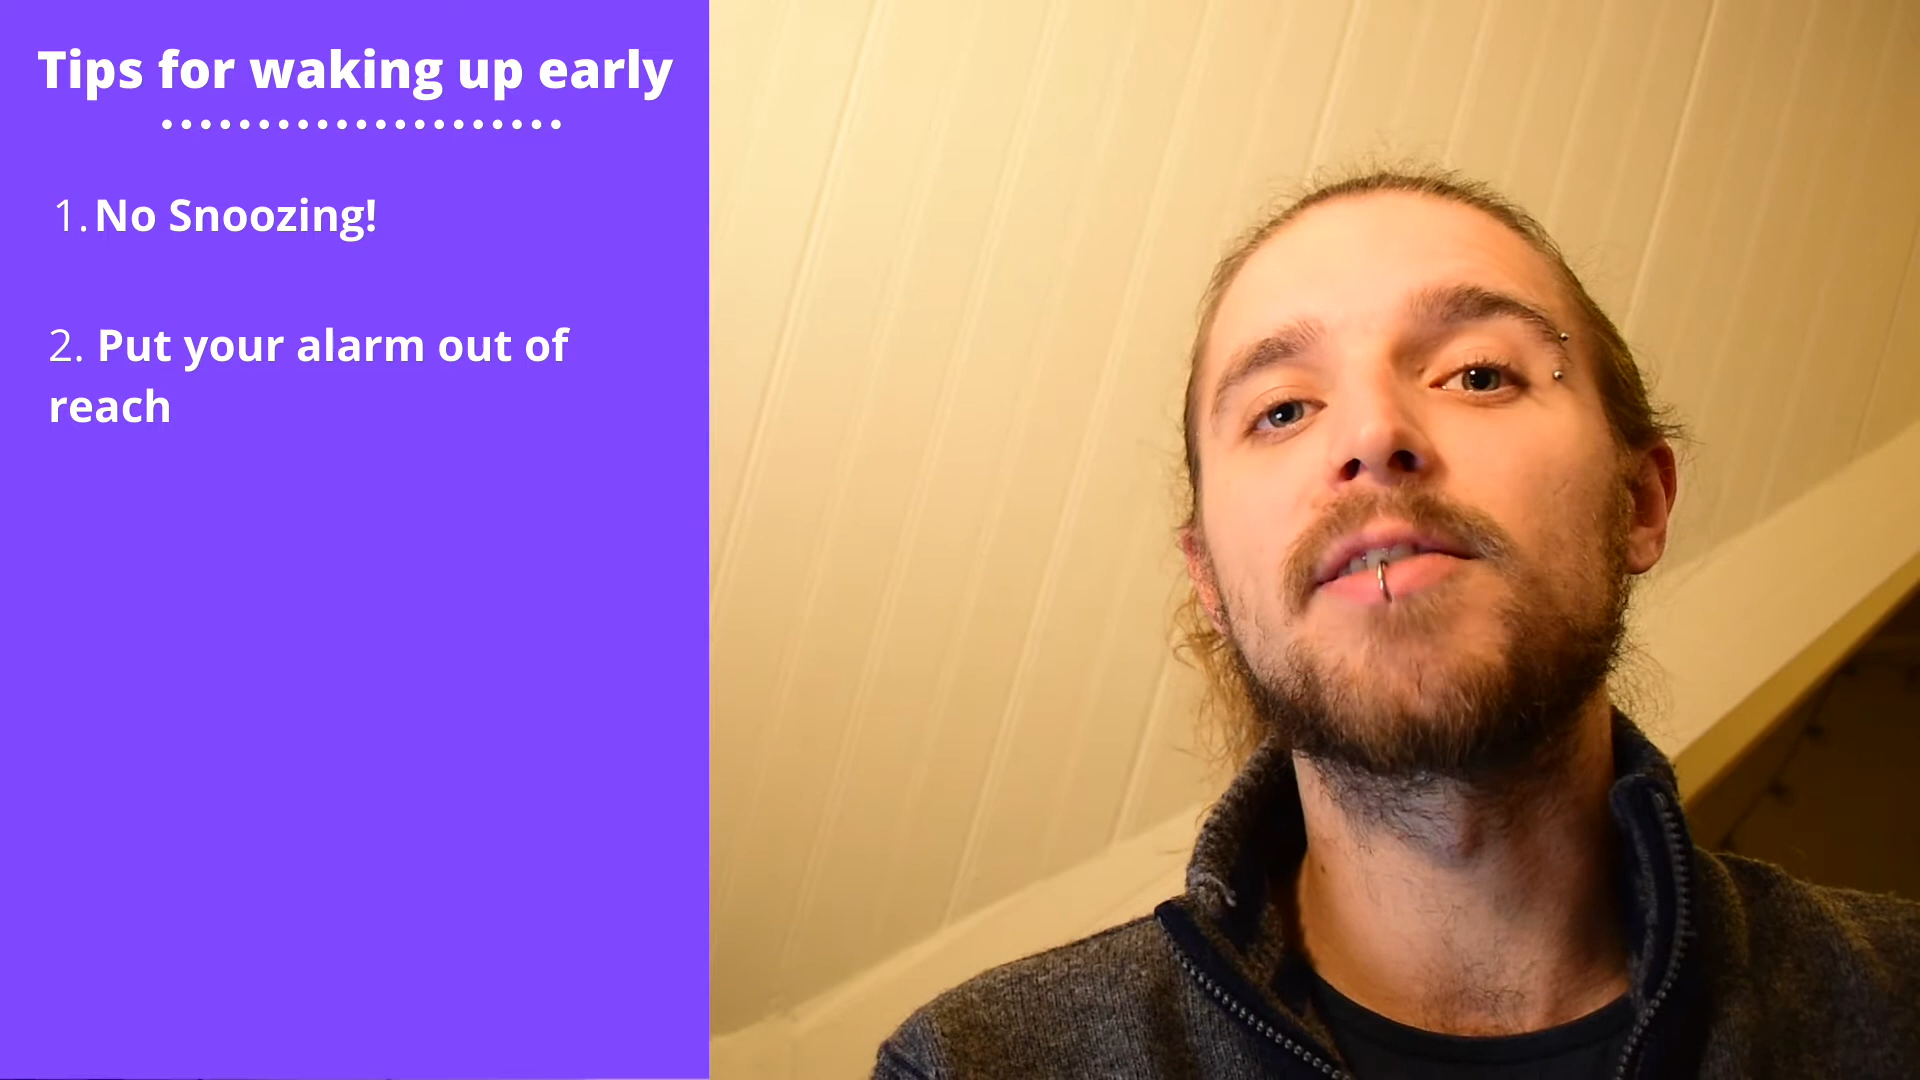 Tips for waking up early
1. No Snoozing!
2. Put your alarm out of
reach